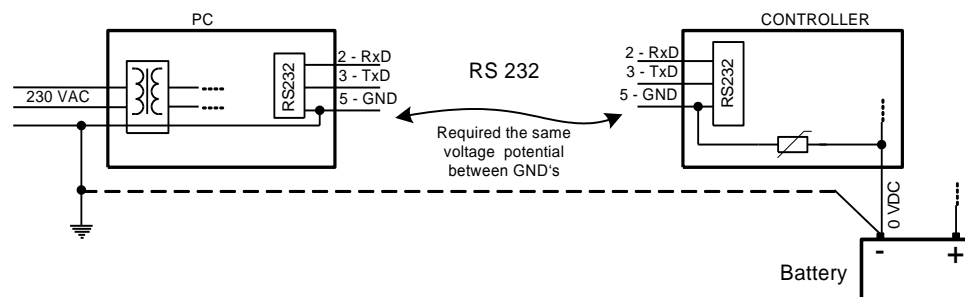 PC
CONTROLLER
230 VAC
RS232
2 - RxD
3 - TxD
5 - GND
RS 232
Required the same
voltage potential
between GND's
2 - RxD
3 - TxD
5 - GND
RS232
0 VDC
Battery
-
+